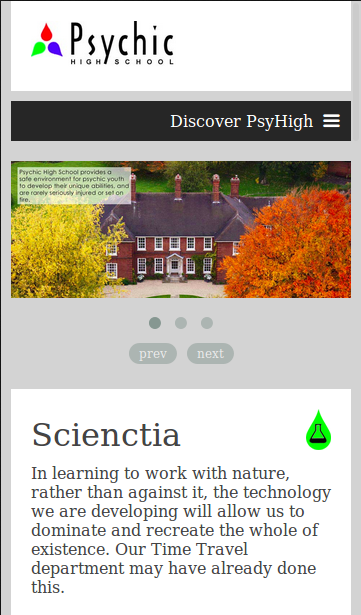 Psychic
HIGH SCHOOL
Discover PsyHigh
Psychic High School provides a
safe environment for psychic youth
to develop their unique abilities, and
are rarely seriously injured or set on
fire.
prev next
Scienctia
In learning to work with nature,
rather than against it, the technology
we are developing will allow us to
dominate and recreate the whole of
existence. Our Time Travel
department may have already done
this.